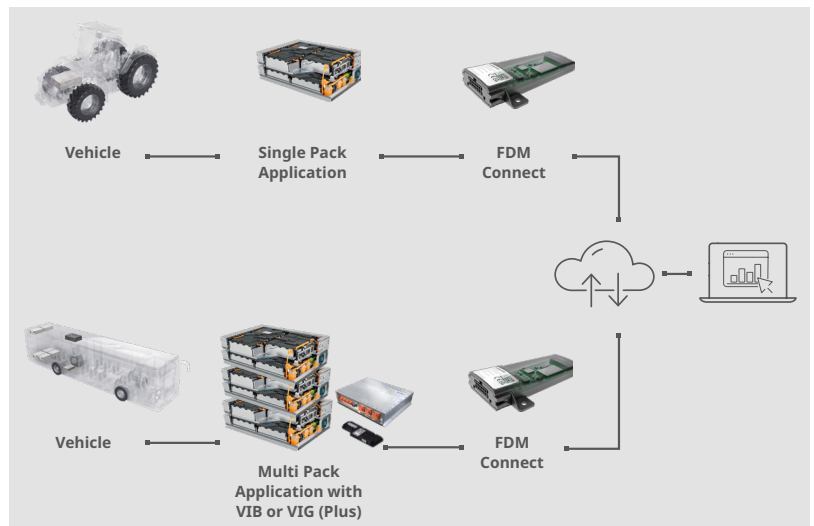 Vehicle
Single Pack
Application
FDM
Connect
Vehicle
Multi Pack
Application with
VIB or VIG (Plus)
FDM
Connect